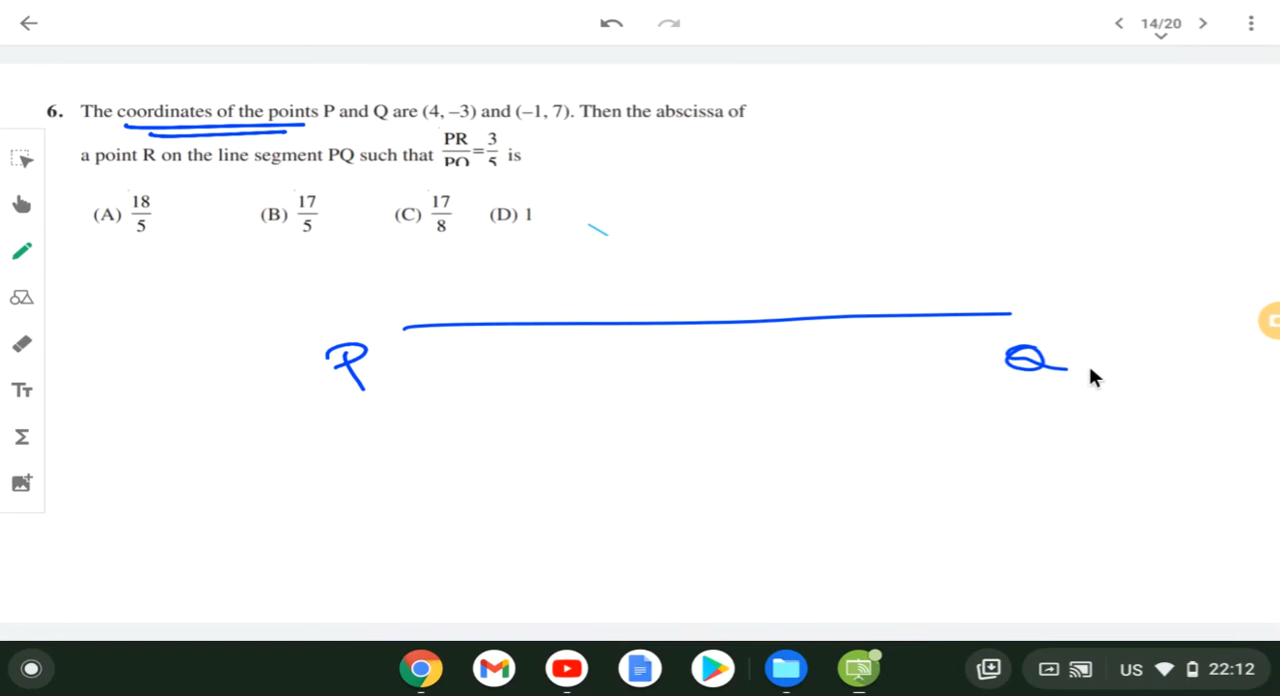 14/20
6. The coordinates of the points P and Q are (4, –3) and (–1, 7). Then the abscissa of
a point R on the line segment PQ such that PR/PQ = 3/5 is
(A) 18/5 (B) 17/5 (C) 17/8 (D) 1
P Q
US 22:12